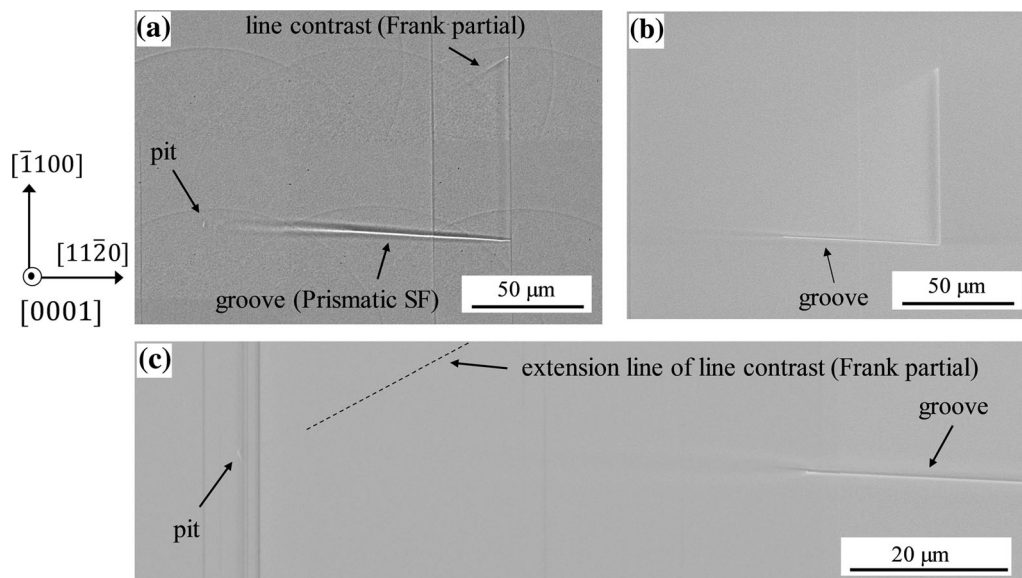 (a)
line contrast (Frank partial)
pit
groove (Prismatic SF)
50 µm
(b)
groove
50 µm
[1̅100]
[112̅0]
[0001]
(c)
extension line of line contrast (Frank partial)
groove
pit
20 µm